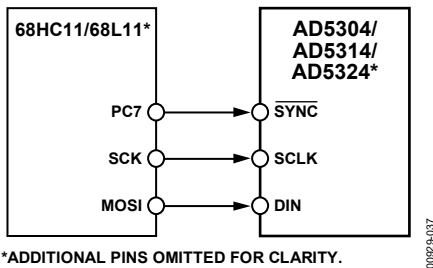 68HC11/68L11*
AD5304/
AD5314/
AD5324*
PC7
SYNC
SCK
SCLK
MOSI
DIN
*ADDITIONAL PINS OMITTED FOR CLARITY.
00929-037